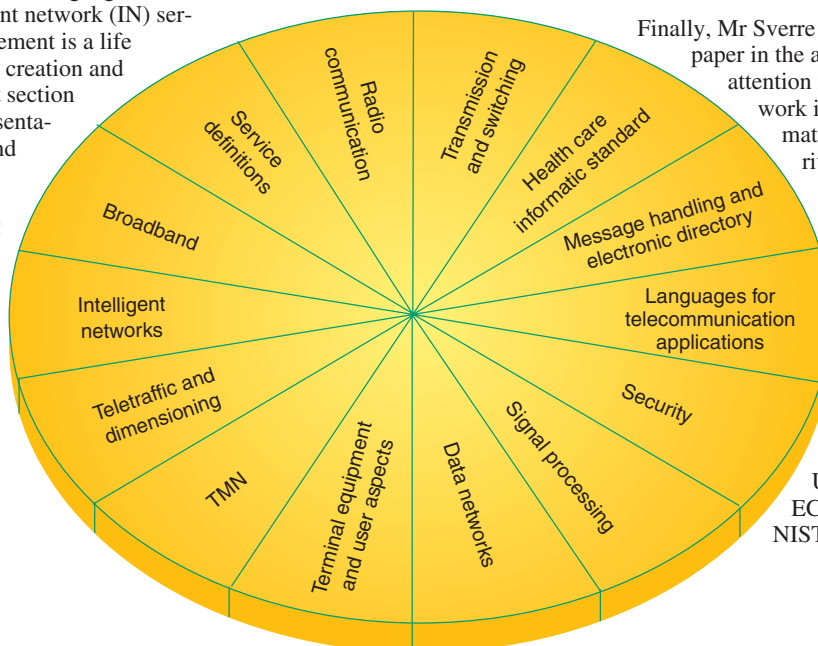 ent network (IN) ser-
ement is a life
creation and
section
senta-
Finally, Mr Sverre
paper in the a
attention
work i
mat
Radio
communication
Transmission
and switching
Health care
informatic standard
Message handling and
electronic directory
Languages for
telecommunication
applications
Security
Signal processing
Data networks
Terminal equipment
and user aspects
TMN
Teletraffic and
dimensioning
Intelligent
networks
Broadband
Service
definitions
EC
NIST